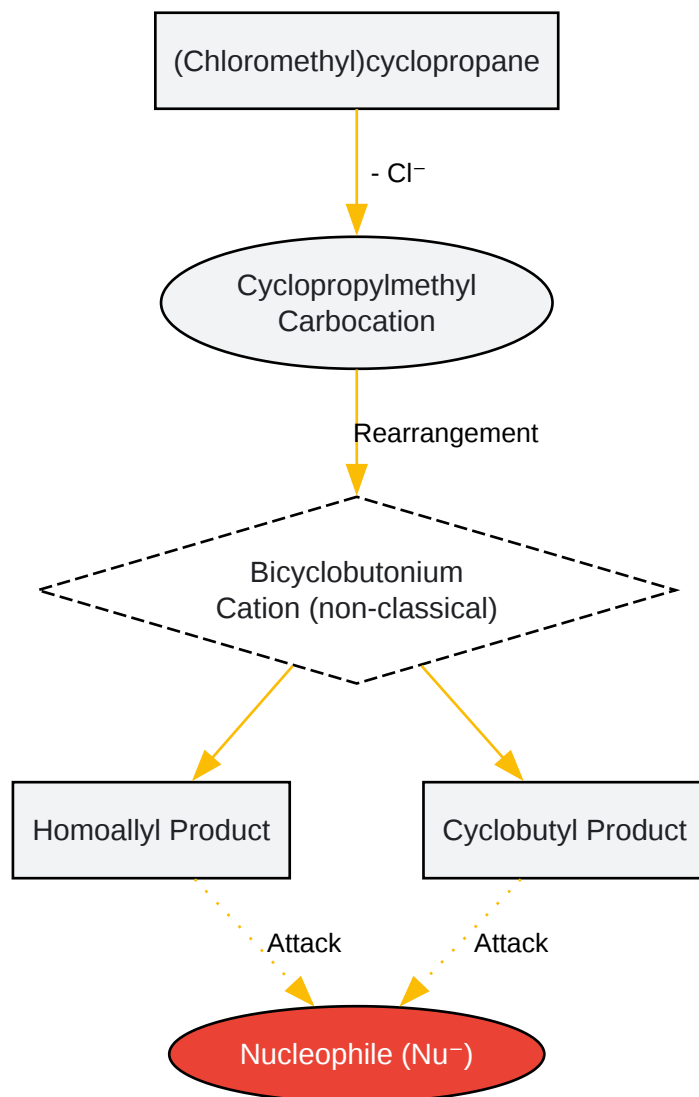 (Chloromethyl)cyclopropane
- Cl⁻
Cyclopropylmethyl
Carbocation
Rearrangement
Bicyclobutonium
Cation (non-classical)
Homoallyl Product
Cyclobutyl Product
Attack
Attack
Nucleophile (Nu⁻)